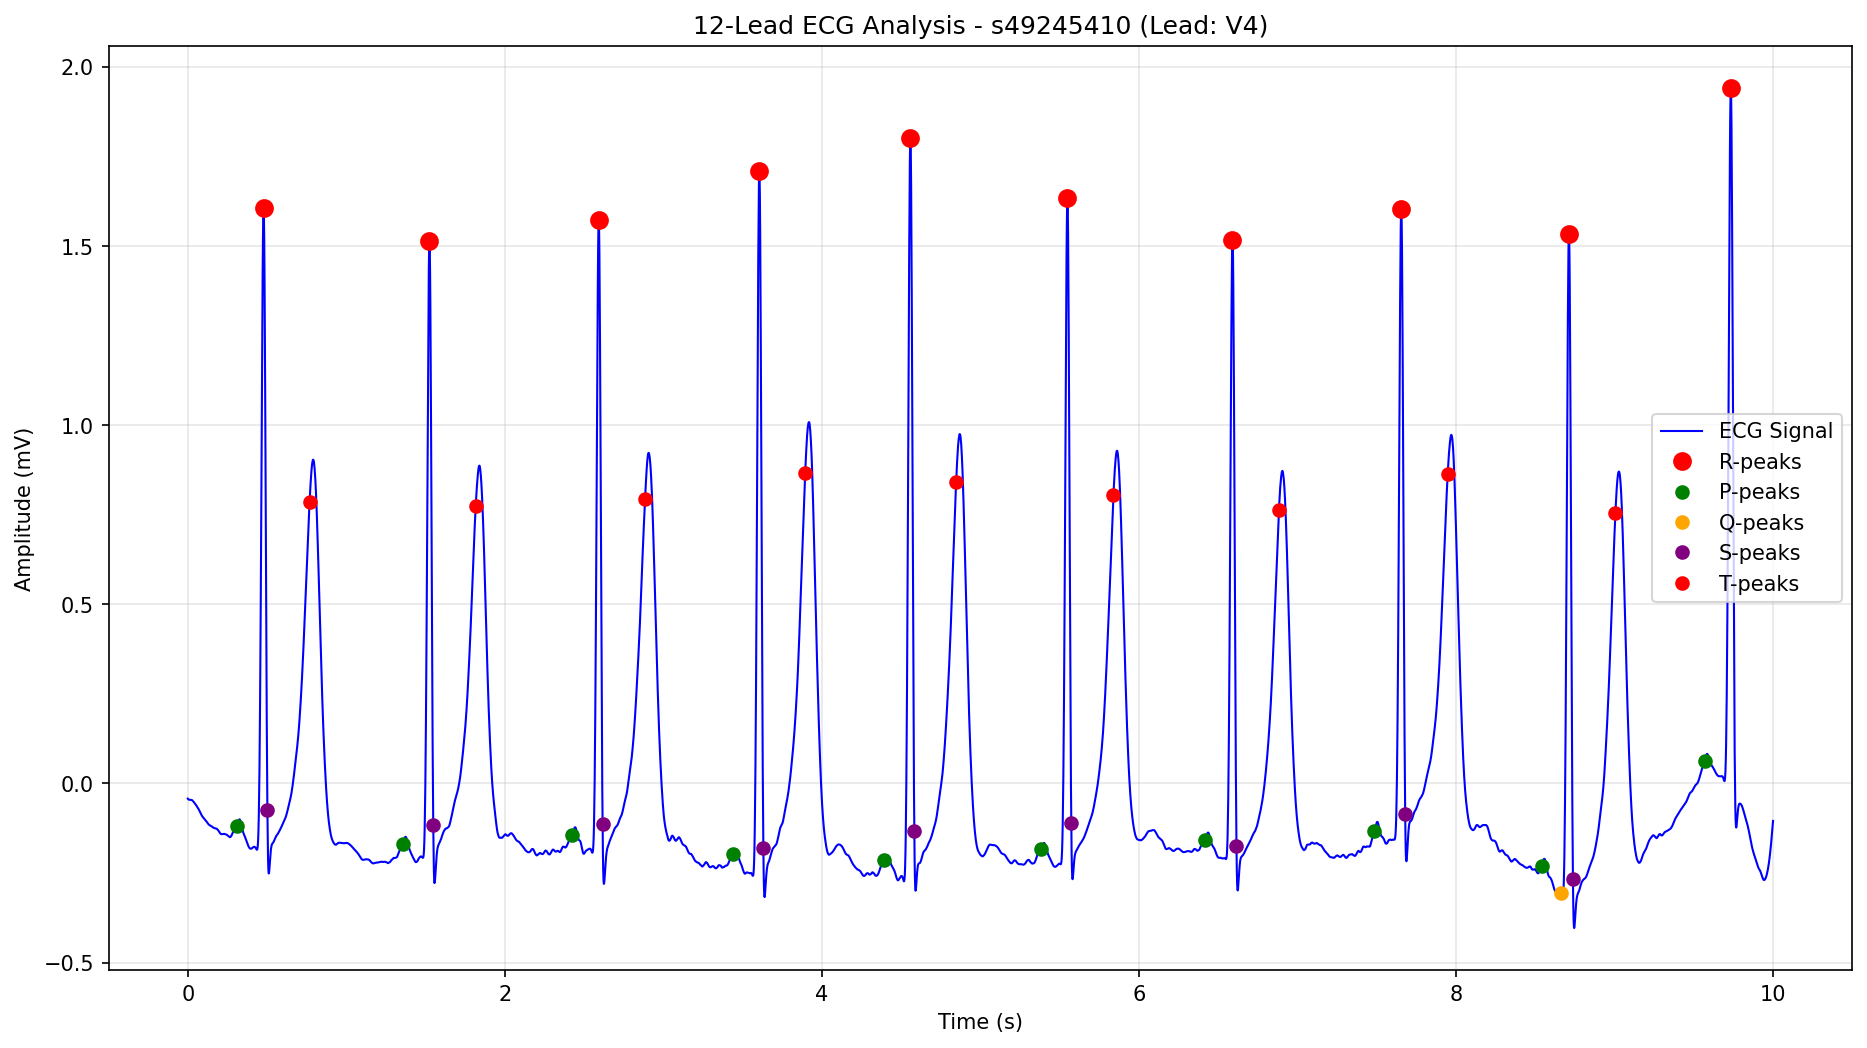 12-Lead ECG Analysis - s49245410 (Lead: V4)
Amplitude (mV)
2.0
1.5
1.0
0.5
0.0
−0.5
ECG Signal
R-peaks
P-peaks
Q-peaks
S-peaks
T-peaks
0 2 4 6 8 10
Time (s)